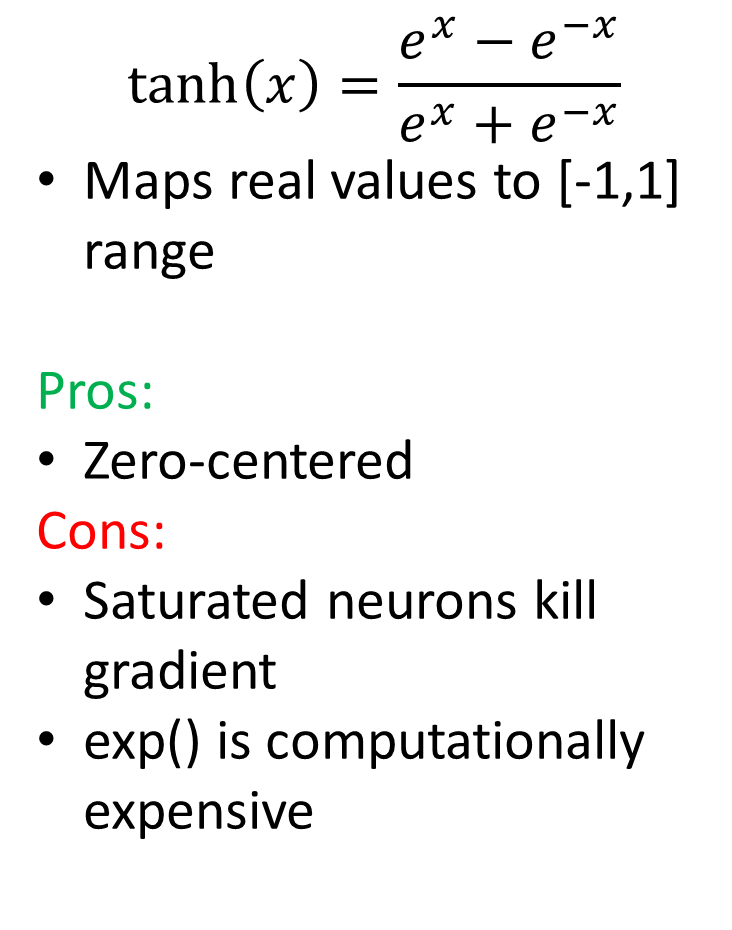 tanh(x) = \frac{e^x - e^{-x}}{e^x + e^{-x}}
• Maps real values to [-1,1]
range
Pros:
• Zero-centered
Cons:
• Saturated neurons kill
gradient
• exp() is computationally
expensive